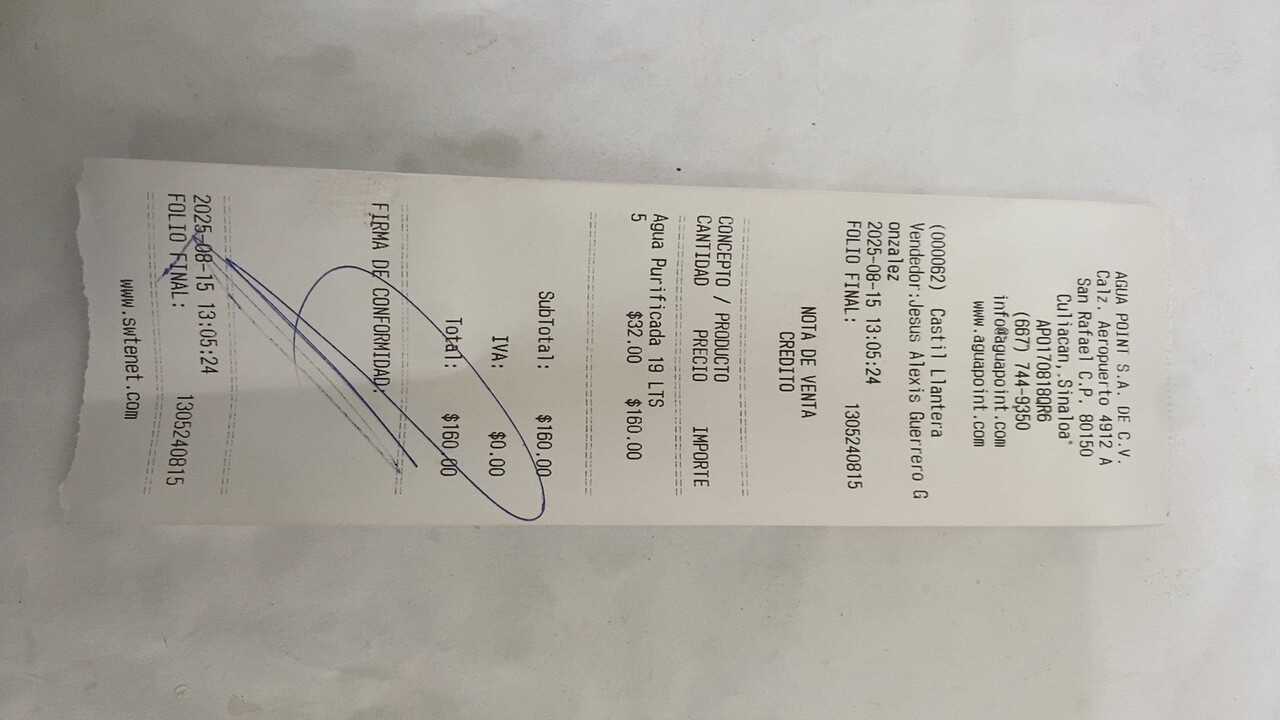 AGUA POINT S.A. DE C.V.
Calz. Aeropuerto 4912 A
San Rafael C.P. 80150
Culiacan, Sinaloa
APO170818QR6
(667) 744-9350
info@aguapoint.com
www.aguapoint.com
(000062) Castil Llantera
Vendedor:Jesus Alexis Guerrero G
onzalez
2025-08-15 13:05:24
FOLIO FINAL: 1305240815
NOTA DE VENTA
CREDITO
CONCEPTO / PRODUCTO
CANTIDAD PRECIO IMPORTE
Agua Purificada 19 LTS
5 $32.00 $160.00
SubTotal: $160.00
IVA: $0.00
Total: $160.00
FIRMA DE CONFORMIDAD.
2025-08-15 13:05:24
FOLIO FINAL: 1305240815
www.swtenet.com